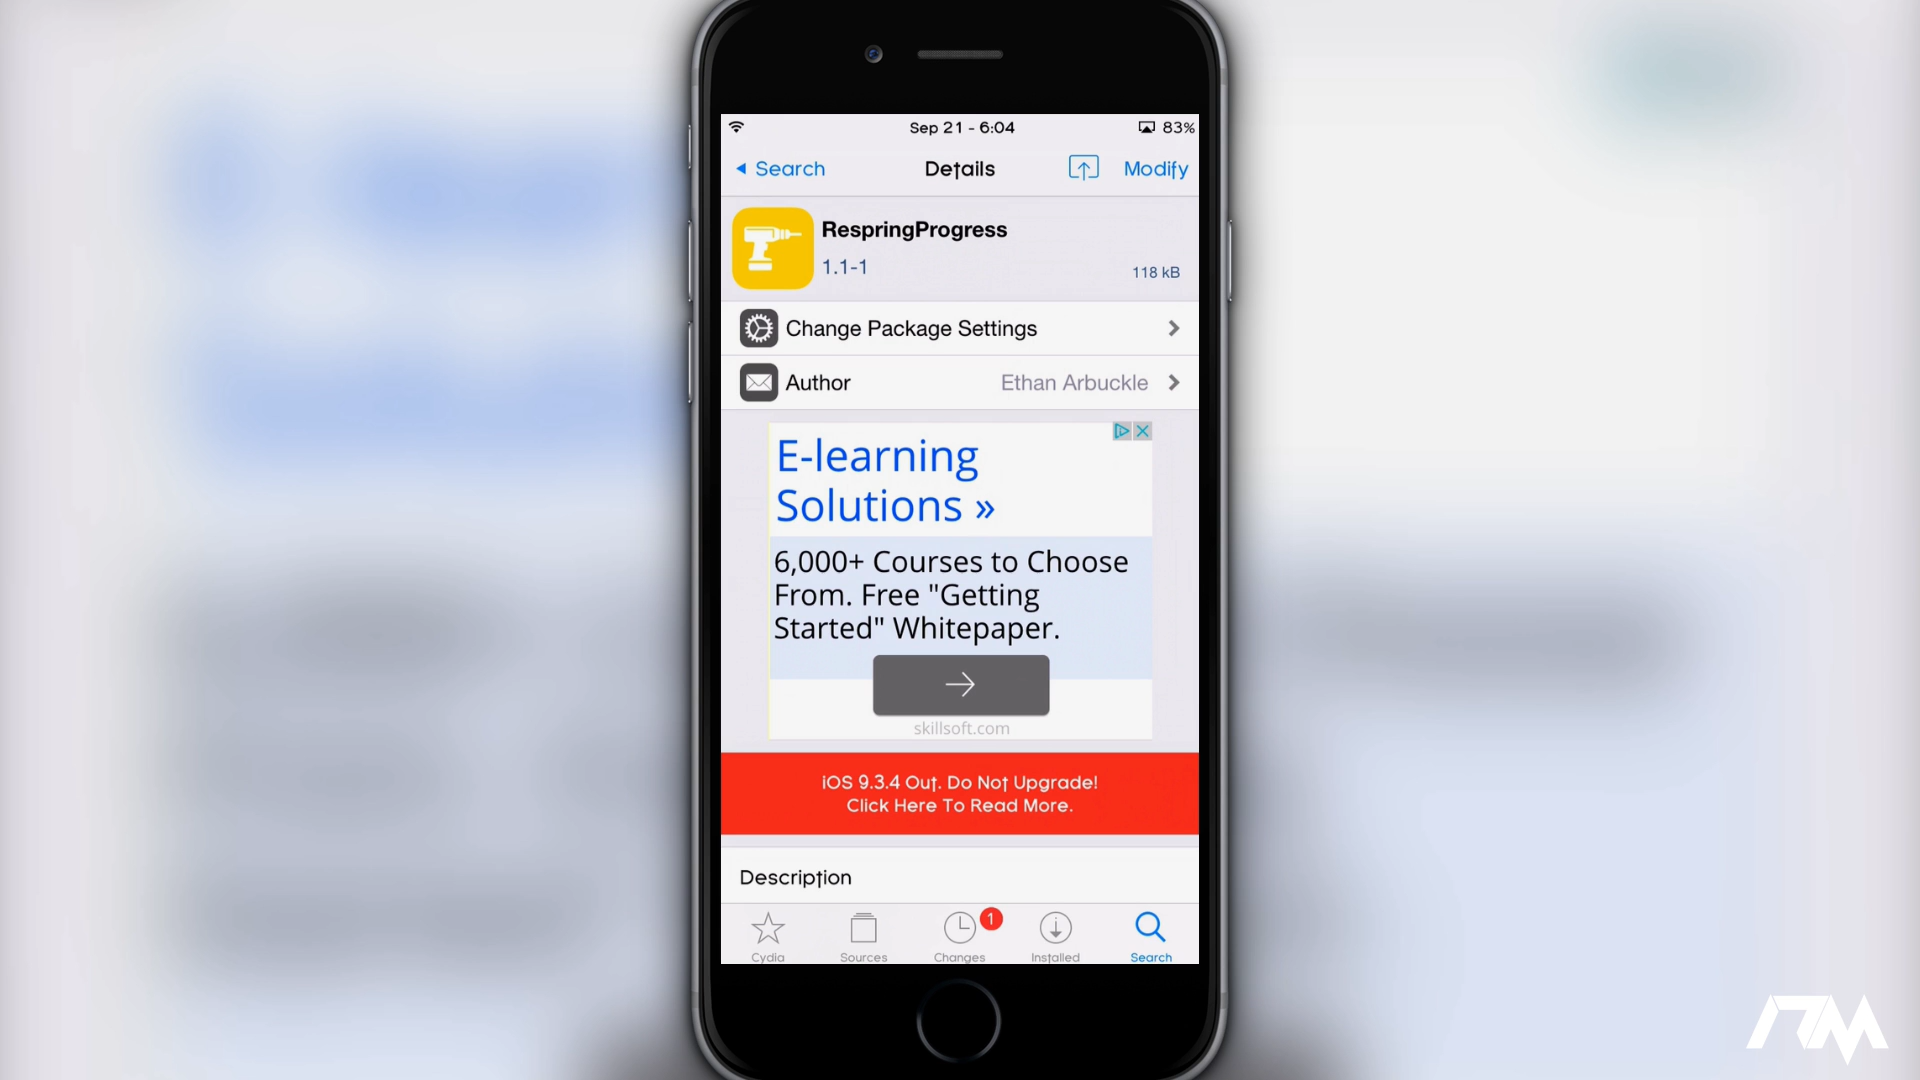 Sep 21 - 6:04
83%
Search
Details
Modify
RespringProgress
1.1-1
118 kB
Change Package Settings
Author
Ethan Arbuckle
E-learning
Solutions »
6,000+ Courses to Choose
From. Free "Getting
Started" Whitepaper.
skillsoft.com
iOS 9.3.4 Out. Do Not Upgrade!
Click Here To Read More.
Description
1
Cydia
Sources
Changes
Installed
Search